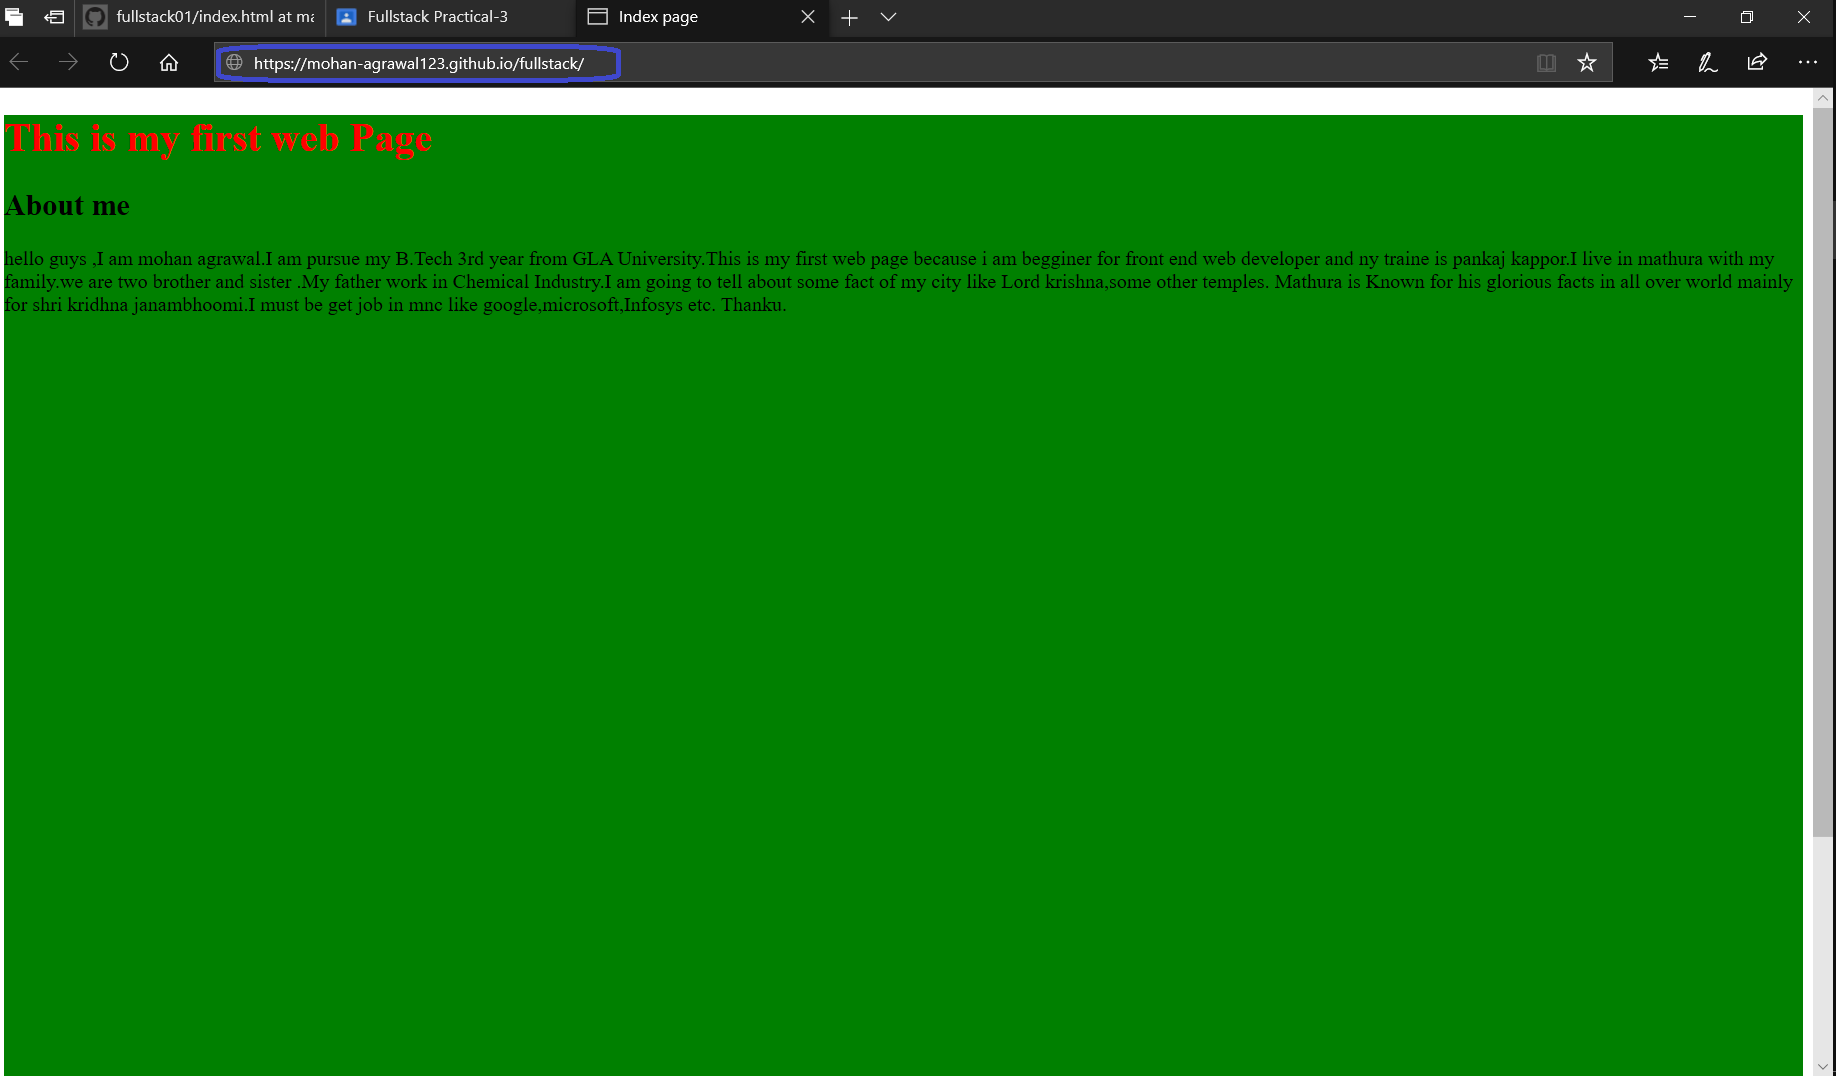 fullstack01/index.html at ma
Fullstack Practical-3
Index page
https://mohan-agrawal123.github.io/fullstack/
This is my first web Page
About me
hello guys ,I am mohan agrawal.I am pursue my B.Tech 3rd year from GLA University.This is my first web page because i am begginer for front end web developer and ny traine is pankaj kappor.I live in mathura with my
family.we are two brother and sister .My father work in Chemical Industry.I am going to tell about some fact of my city like Lord krishna,some other temples. Mathura is Known for his glorious facts in all over world mainly
for shri kridhna janambhoomi.I must be get job in mnc like google,microsoft,Infosys etc. Thanku.